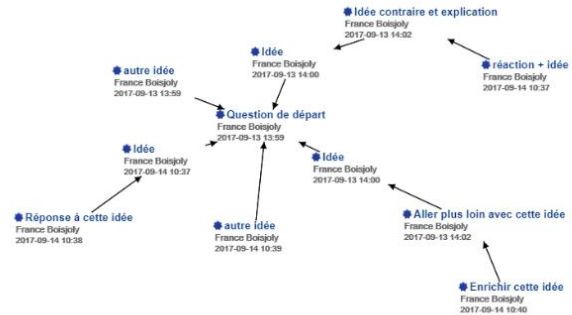 Idée contraire et explication
France Boisjoly
2017-09-13 14:02
Idée
France Boisjoly
2017-09-13 14:00
réaction + idée
France Boisjoly
2017-09-14 10:37
autre idée
France Boisjoly
2017-09-13 13:59
Question de départ
France Boisjoly
2017-09-13 13:59
Idée
France Boisjoly
2017-09-14 10:37
Idée
France Boisjoly
2017-09-13 14:00
Réponse à cette idée
France Boisjoly
2017-09-14 10:38
autre idée
France Boisjoly
2017-09-14 10:39
Aller plus loin avec cette idée
France Boisjoly
2017-09-13 14:02
Enrichir cette idée
France Boisjoly
2017-09-14 10:40